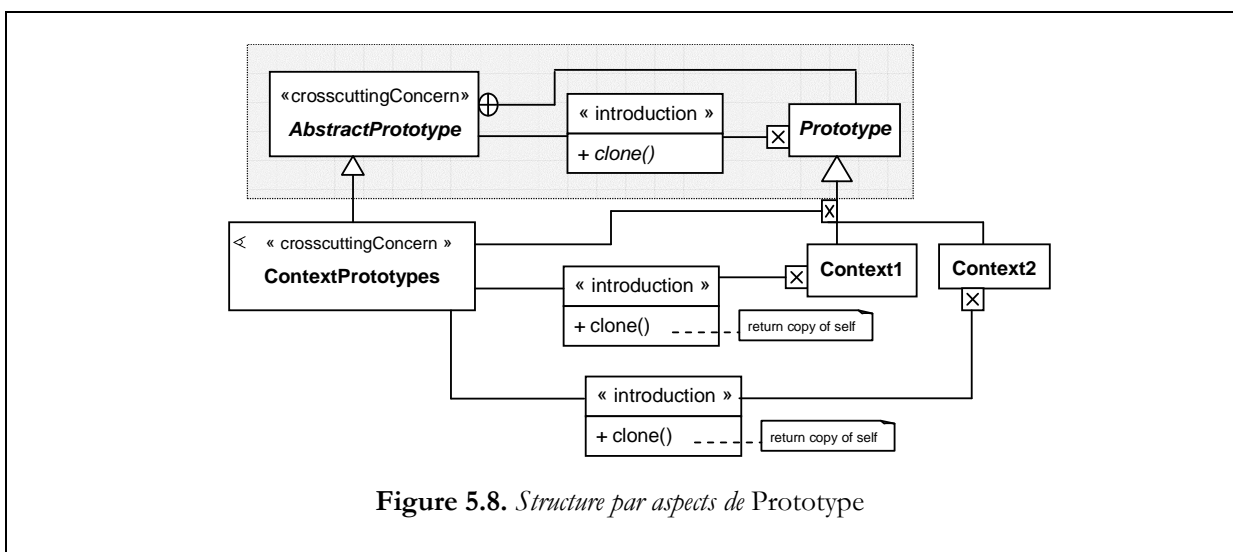 «crosscuttingConcern»
AbstractPrototype
« introduction »
+ clone()
Prototype
« crosscuttingConcern »
ContextPrototypes
Context1
Context2
« introduction »
+ clone()
return copy of self
« introduction »
+ clone()
return copy of self
Figure 5.8. Structure par aspects de Prototype